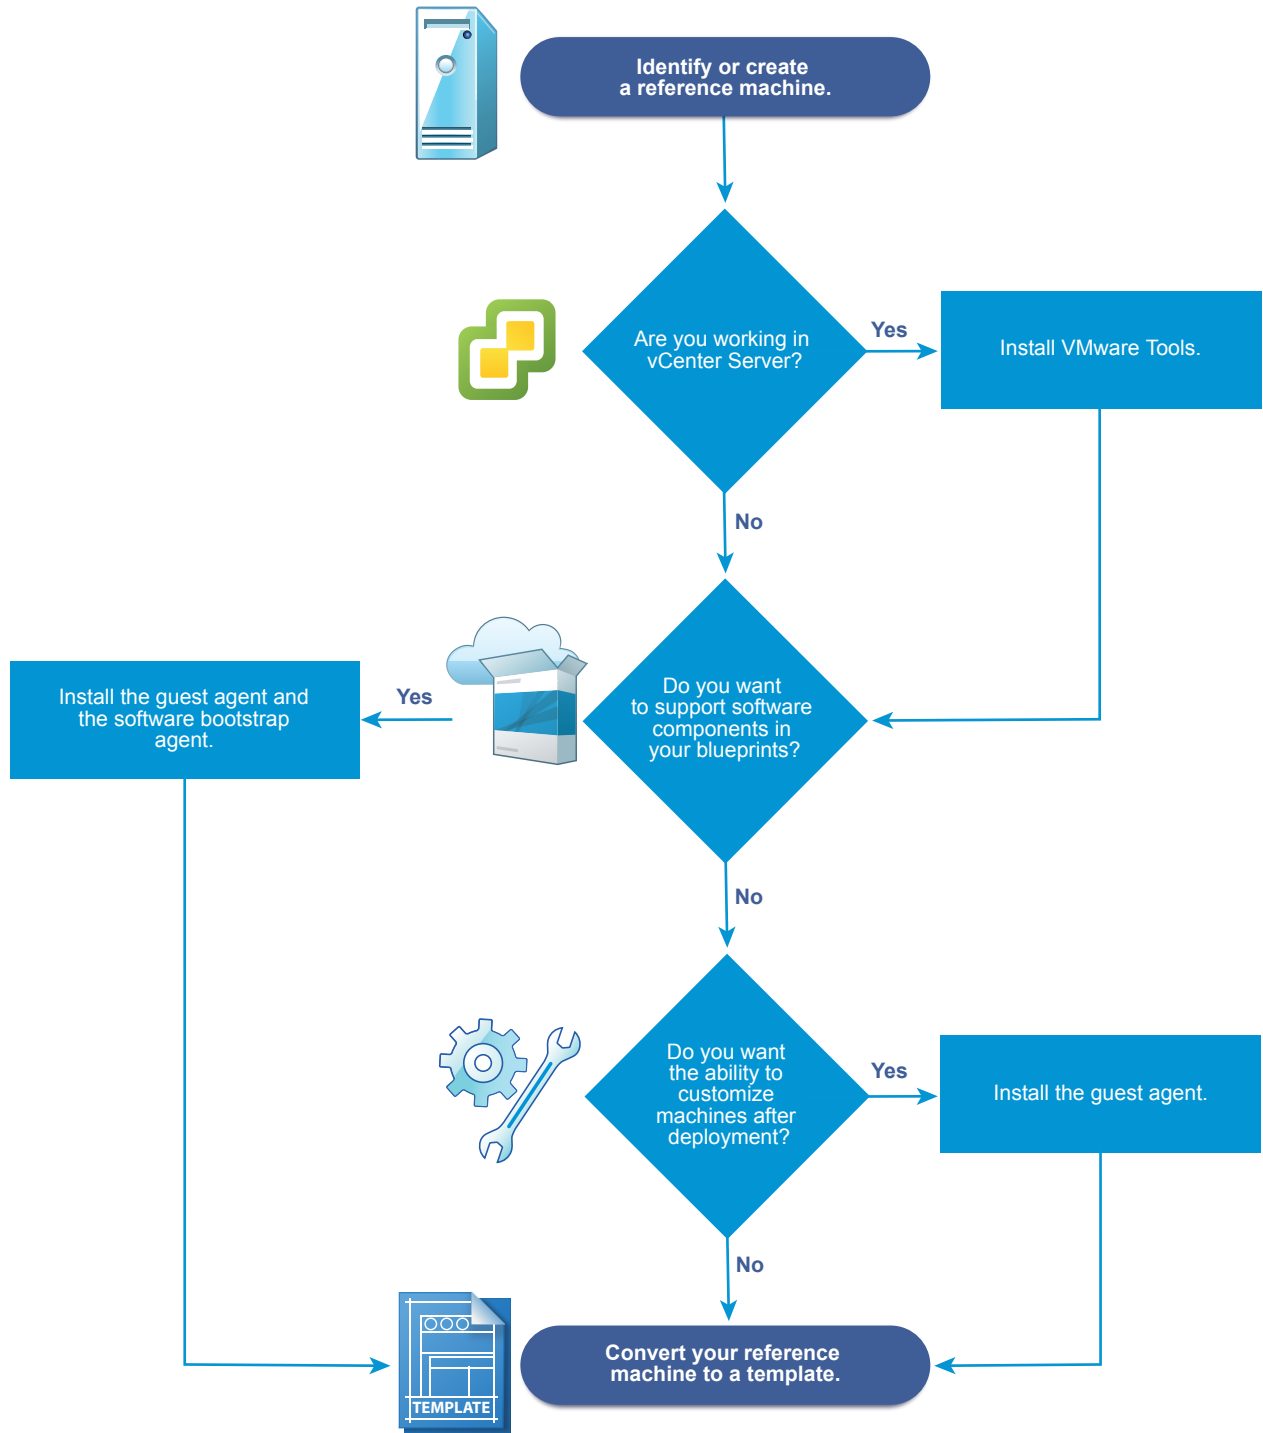 Identify or create
a reference machine.
Are you working in
vCenter Server?
Yes
Install VMware Tools.
No
Do you want
to support software
components in
your blueprints?
Yes
Install the guest agent and
the software bootstrap
agent.
No
Do you want
the ability to
customize
machines after
deployment?
Yes
Install the guest agent.
No
TEMPLATE
Convert your reference
machine to a template.